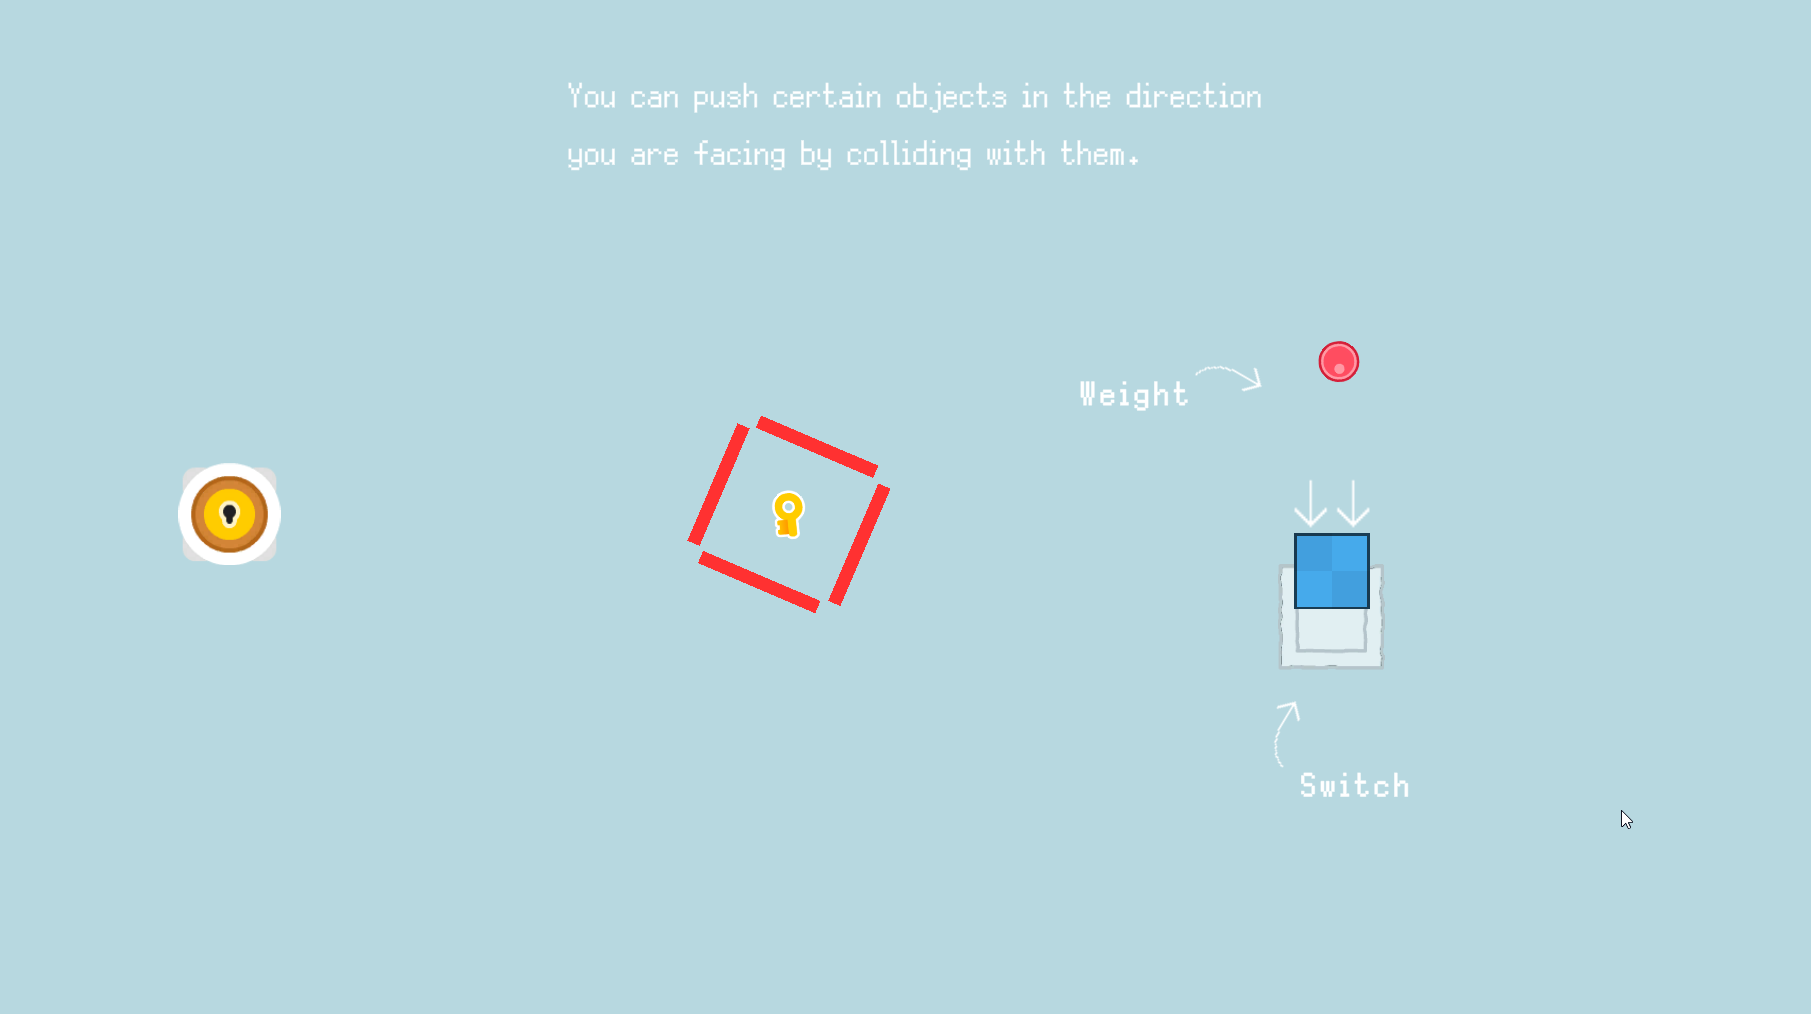 You can push certain objects in the direction
you are facing by colliding with them.
Weight
Switch